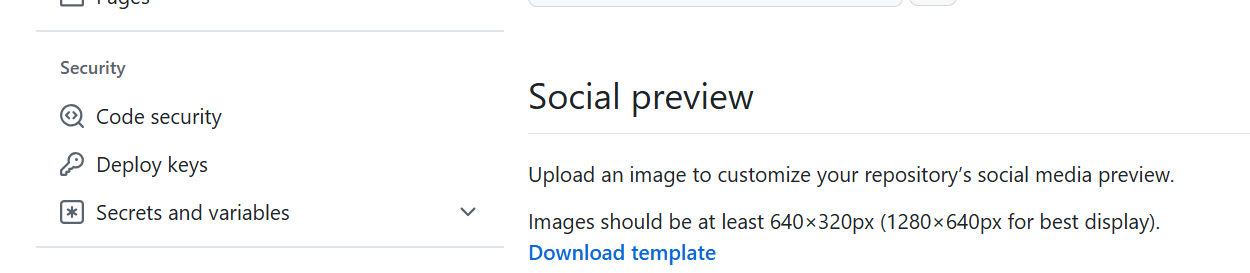 Pages
Security
Code security
Deploy keys
Secrets and variables
Social preview
Upload an image to customize your repository’s social media preview.
Images should be at least 640×320px (1280×640px for best display).
Download template